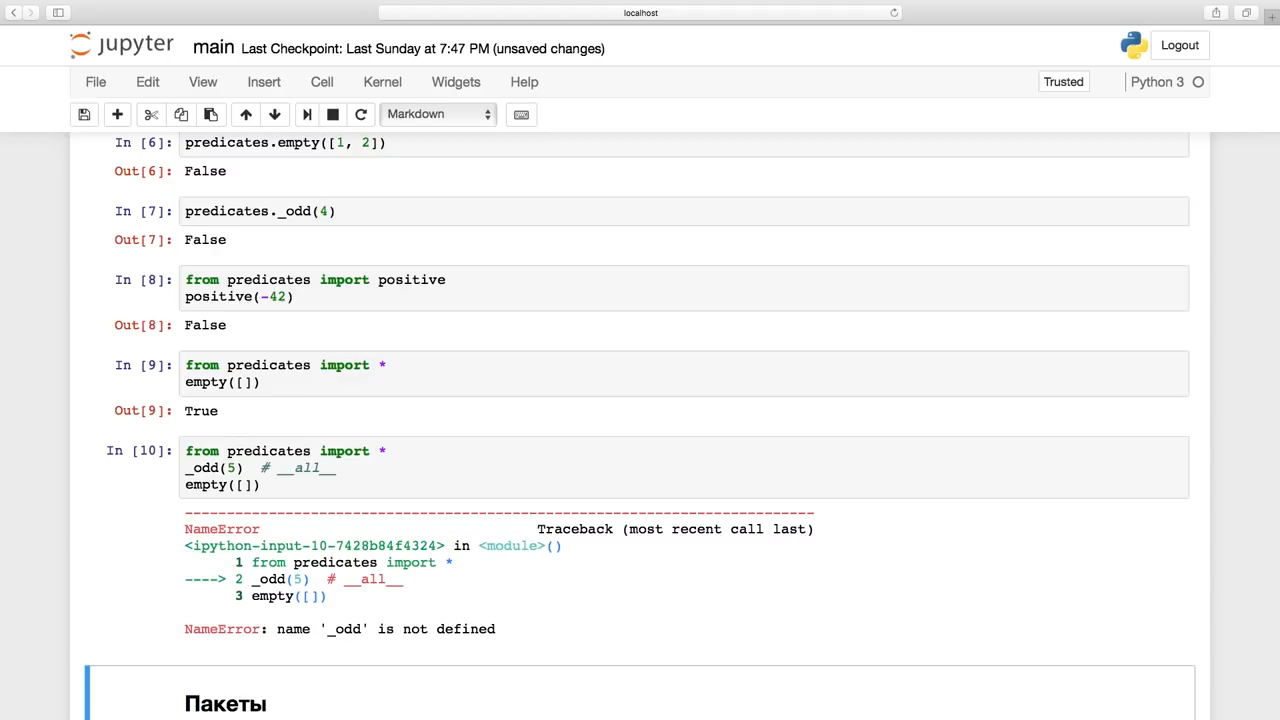 localhost
jupyter main Last Checkpoint: Last Sunday at 7:47 PM (unsaved changes) Logout
File Edit View Insert Cell Kernel Widgets Help Trusted Python 3
Markdown
In [6]: predicates.empty([1, 2])
Out[6]: False
In [7]: predicates._odd(4)
Out[7]: False
In [8]: from predicates import positive
positive(-42)
Out[8]: False
In [9]: from predicates import *
empty([])
Out[9]: True
In [10]: from predicates import *
_odd(5)  # __all__
empty([])
---------------------------------------------------------------------------
NameError                                 Traceback (most recent call last)
<ipython-input-10-7428b84f4324> in <module>()
      1 from predicates import *
----> 2 _odd(5)  # __all__
      3 empty([])
NameError: name '_odd' is not defined
Пакеты